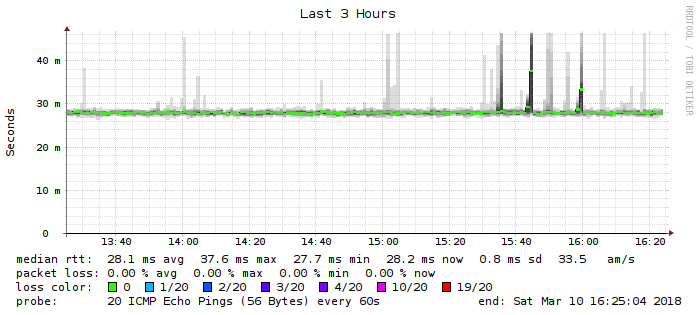 Last 3 Hours
RRDTOOL / TOBI OETIKER
Seconds
40 m
30 m
20 m
10 m
0
13:40 14:00 14:20 14:40 15:00 15:20 15:40 16:00 16:20
median rtt: 28.1 ms avg 37.6 ms max 27.7 ms min 28.2 ms now 0.8 ms sd 33.5 am/s
packet loss: 0.00 % avg 0.00 % max 0.00 % min 0.00 % now
loss color: 0 1/20 2/20 3/20 4/20 10/20 19/20
probe: 20 ICMP Echo Pings (56 Bytes) every 60s end: Sat Mar 10 16:25:04 2018